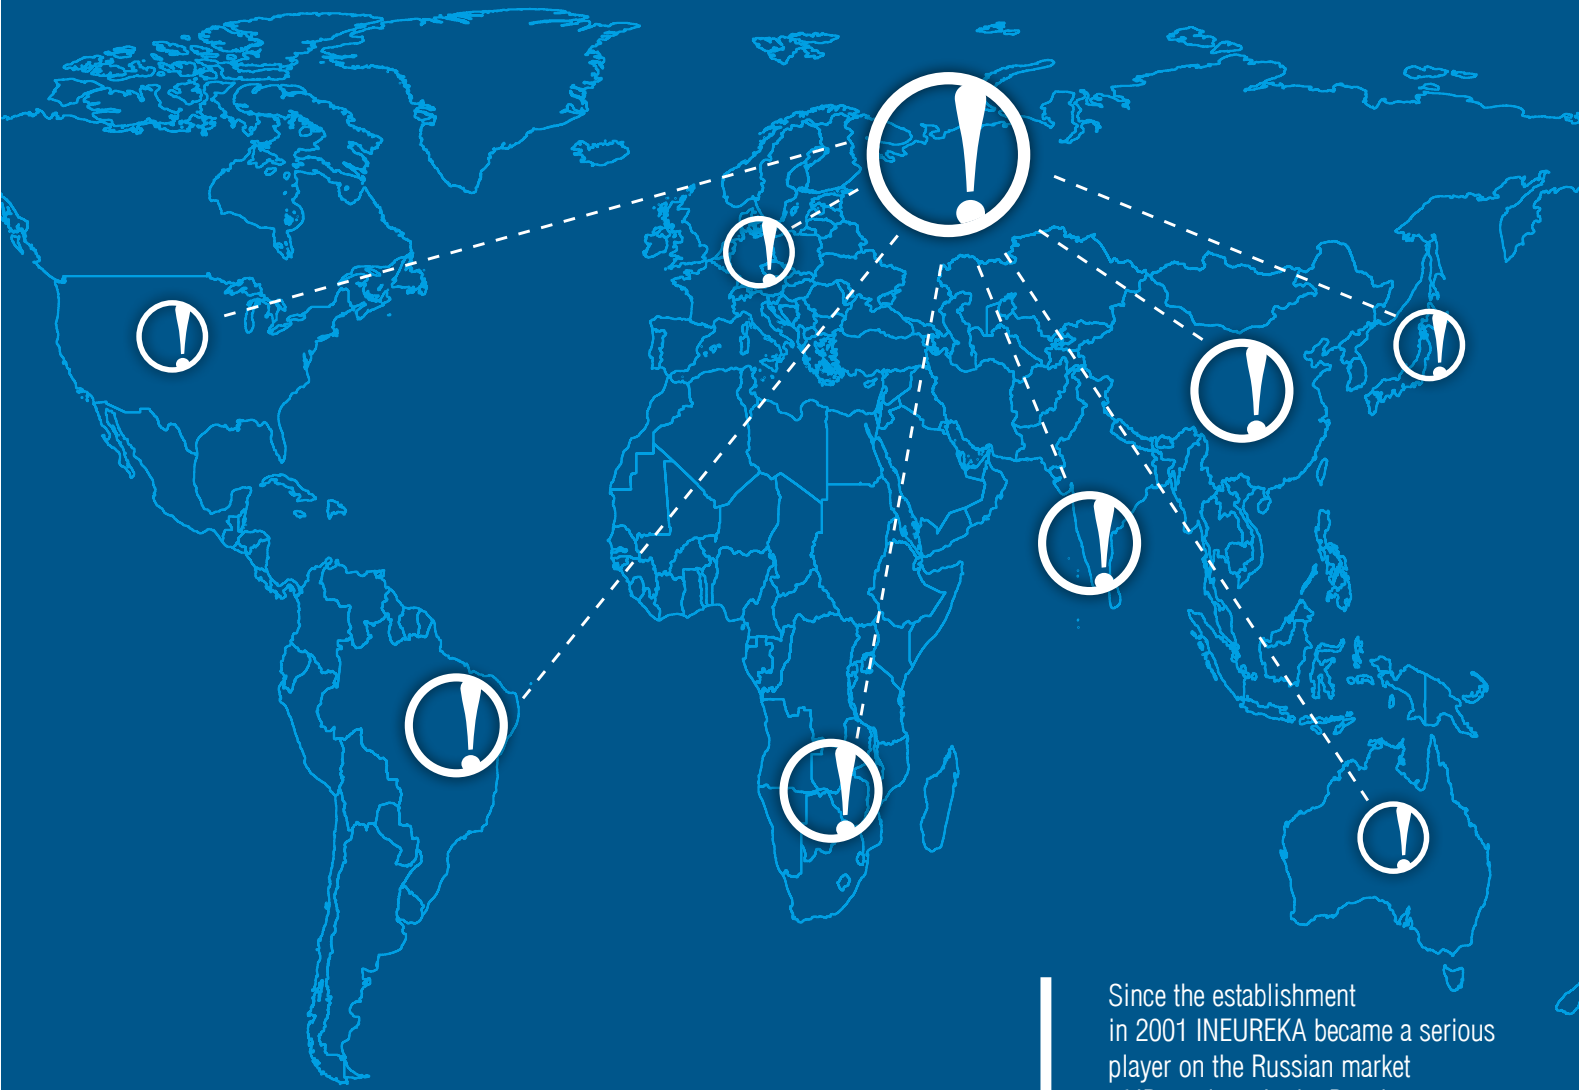 Since the establishment
in 2001 INEUREKA became a serious
player on the Russian market